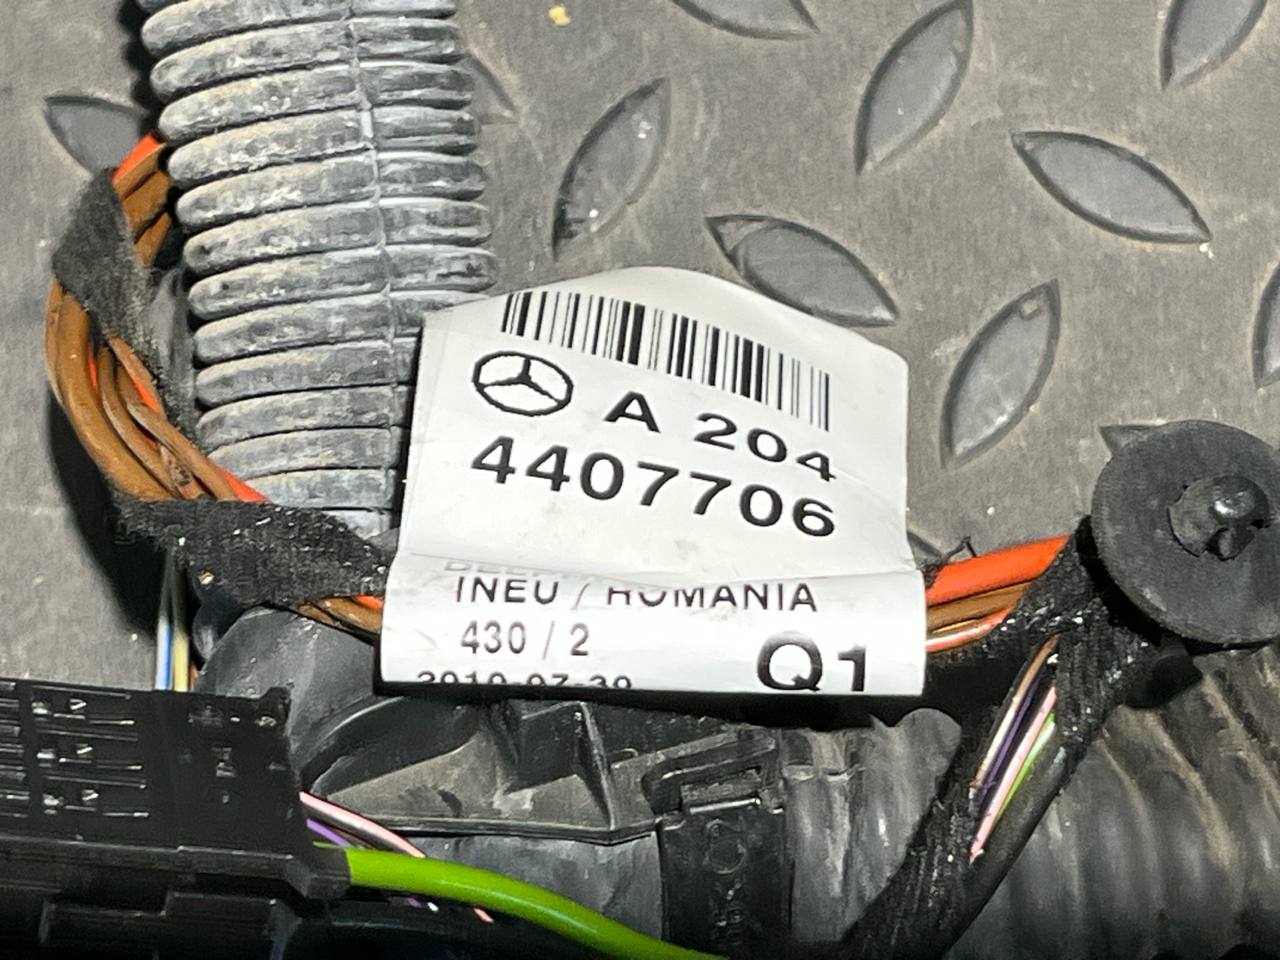 A 204
4407706
INEU / ROMANIA
430 / 2
Q1